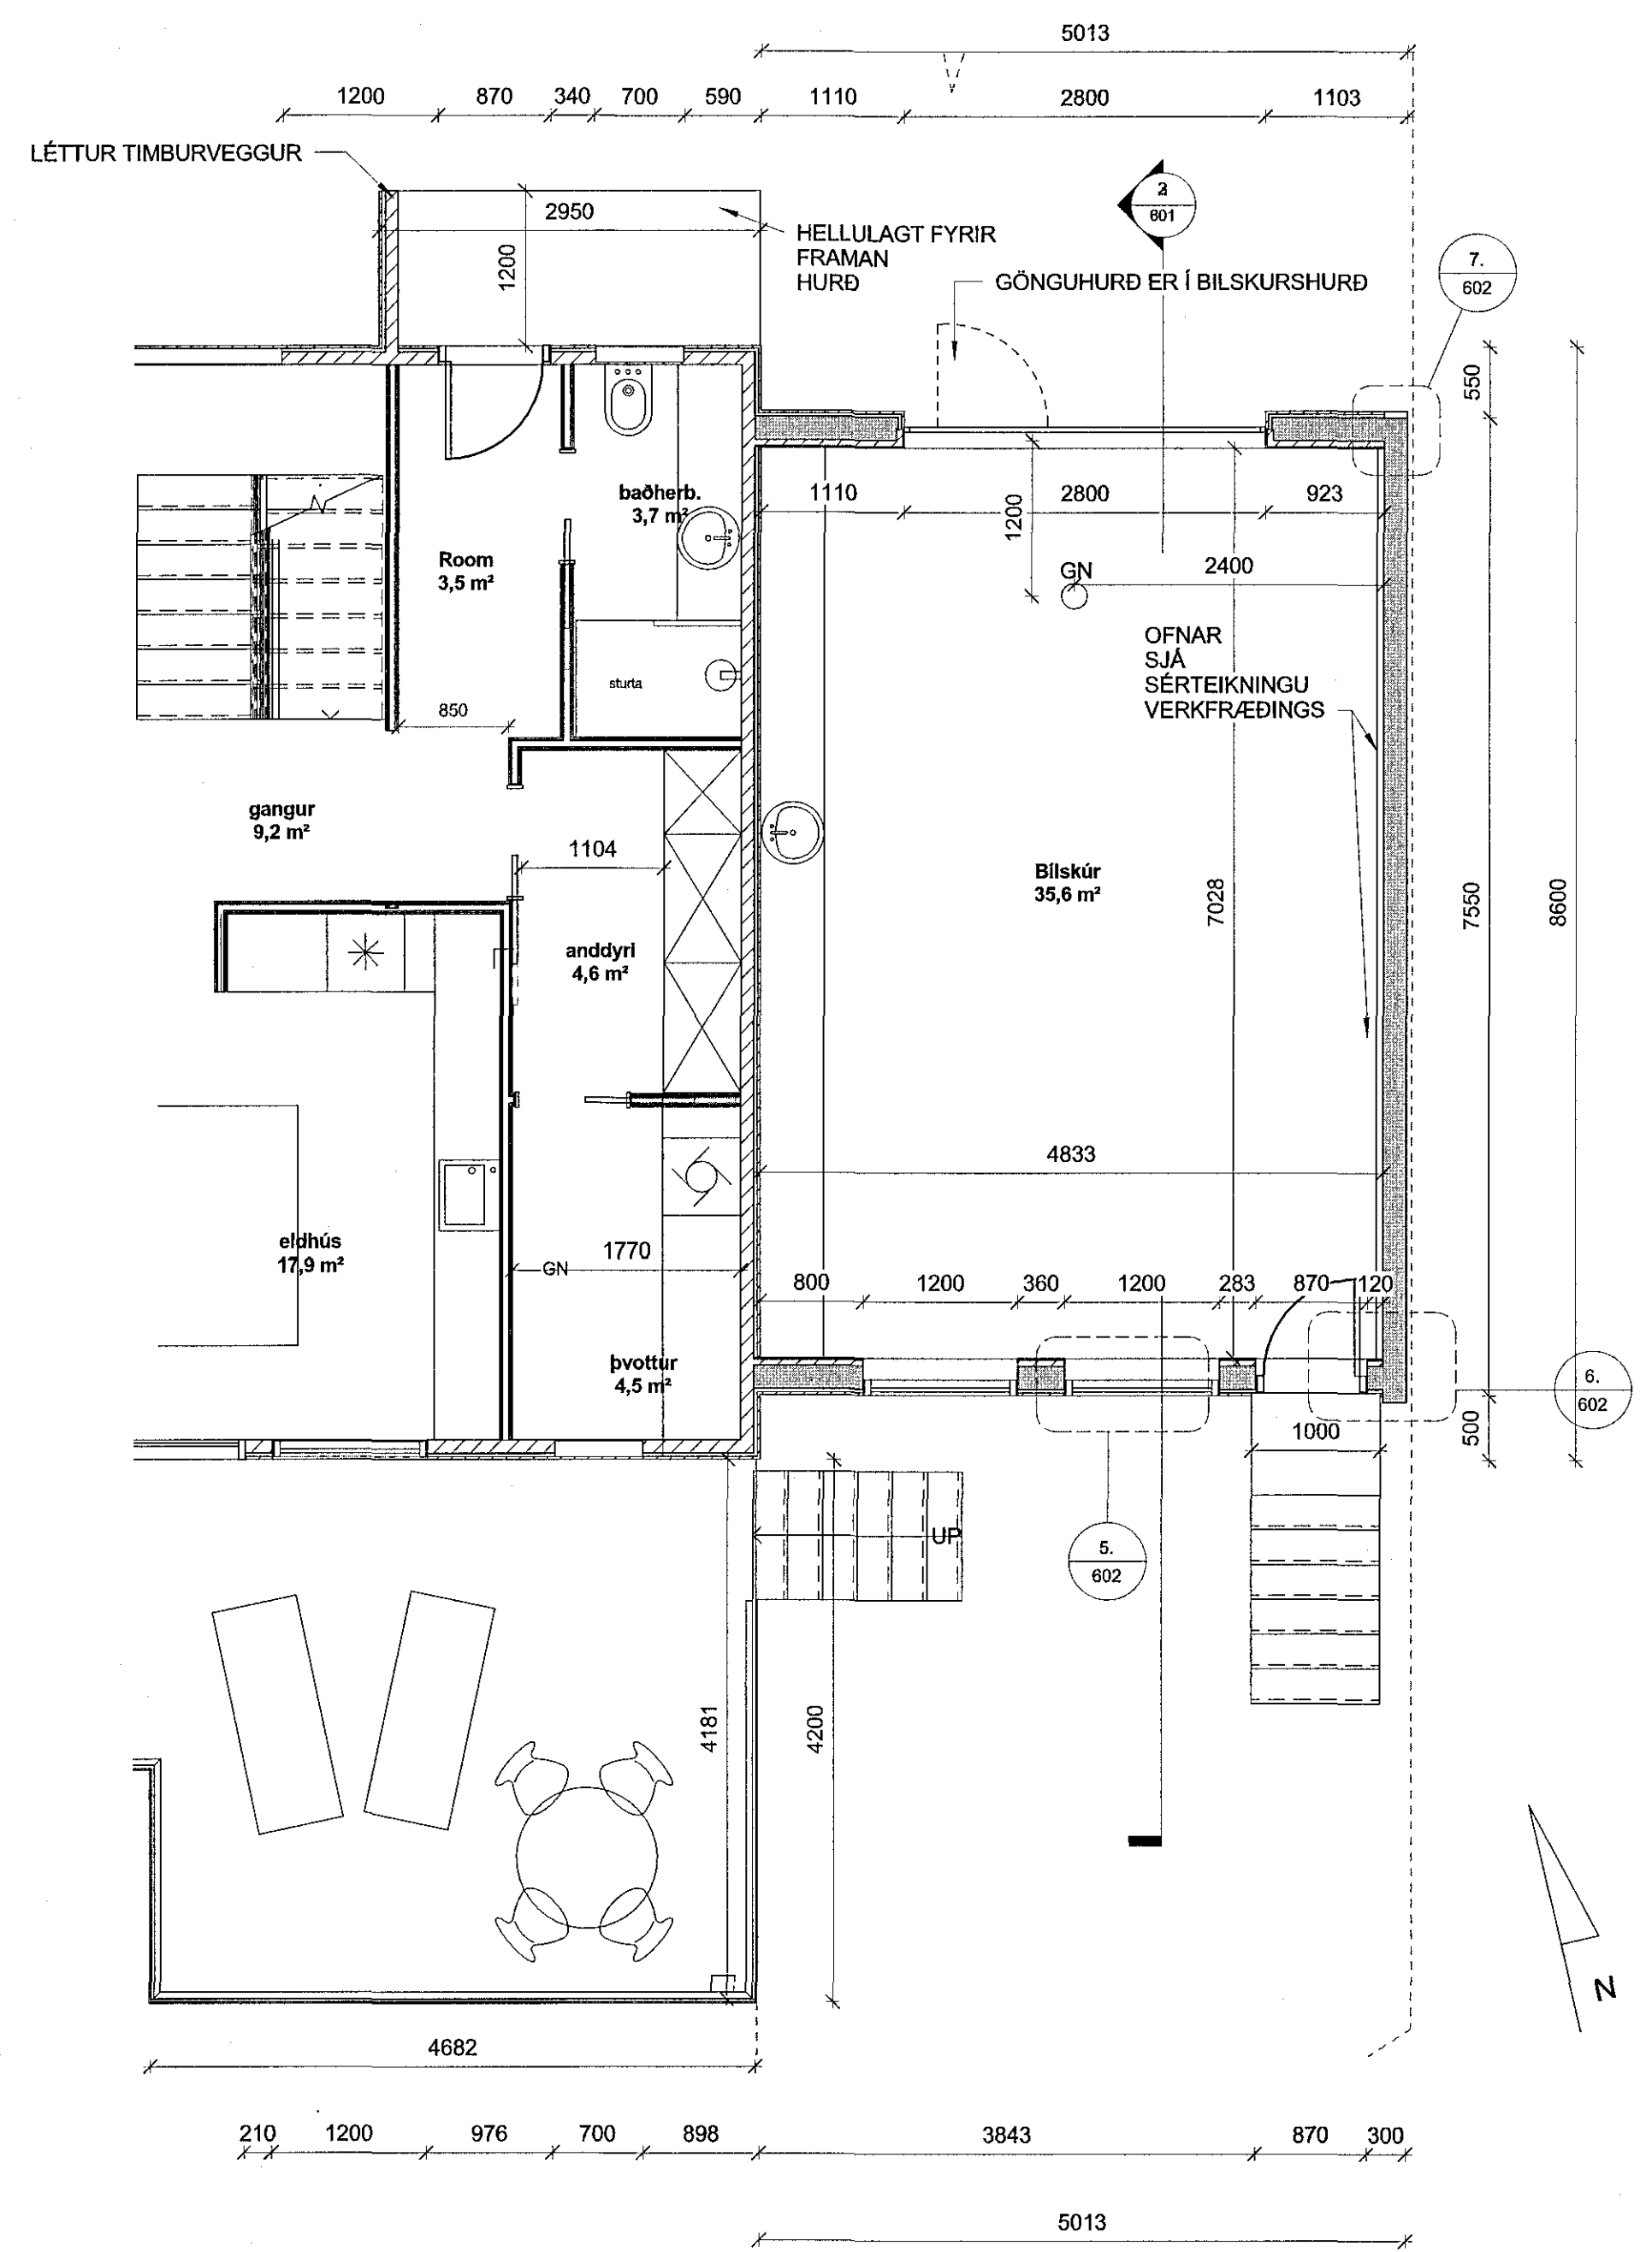 5013
1200 870 340 700 590 1110 2800 1103
LÉTTUR TIMBURVEGGUR
2950
1200
HELLULAGT FYRIR
FRAMAN
HURÐ
2
601
GÖNGUHURÐ ER Í BILSKURSHURÐ
7.
602
550
baðherb.
3,7 m²
1110 2800 923
1200
Room
3,5 m²
GN
2400
OFNAR
SJÁ
SÉRTEIKNINGU
VERKFRÆÐINGS
sturta
850
gangur
9,2 m²
1104
Bílskúr
35,6 m²
7028
7550
8600
anddyri
4,6 m²
4833
eldhús
17,9 m²
1770
GN
800 1200 360 1200 283 870 120
þvottur
4,5 m²
6.
602
1000
500
UP
5.
602
4181
4200
N
4682
210 1200 976 700 898 3843 870 300
5013